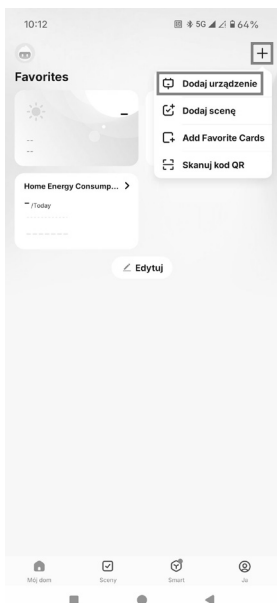 10:12 5G 64%
+
Favorites
Dodaj urządzenie
Dodaj scenę
Add Favorite Cards
Skanuj kod QR
--
--
Home Energy Consump... >
- /Today
Edytuj
Mój dom Sceny Smart Ja